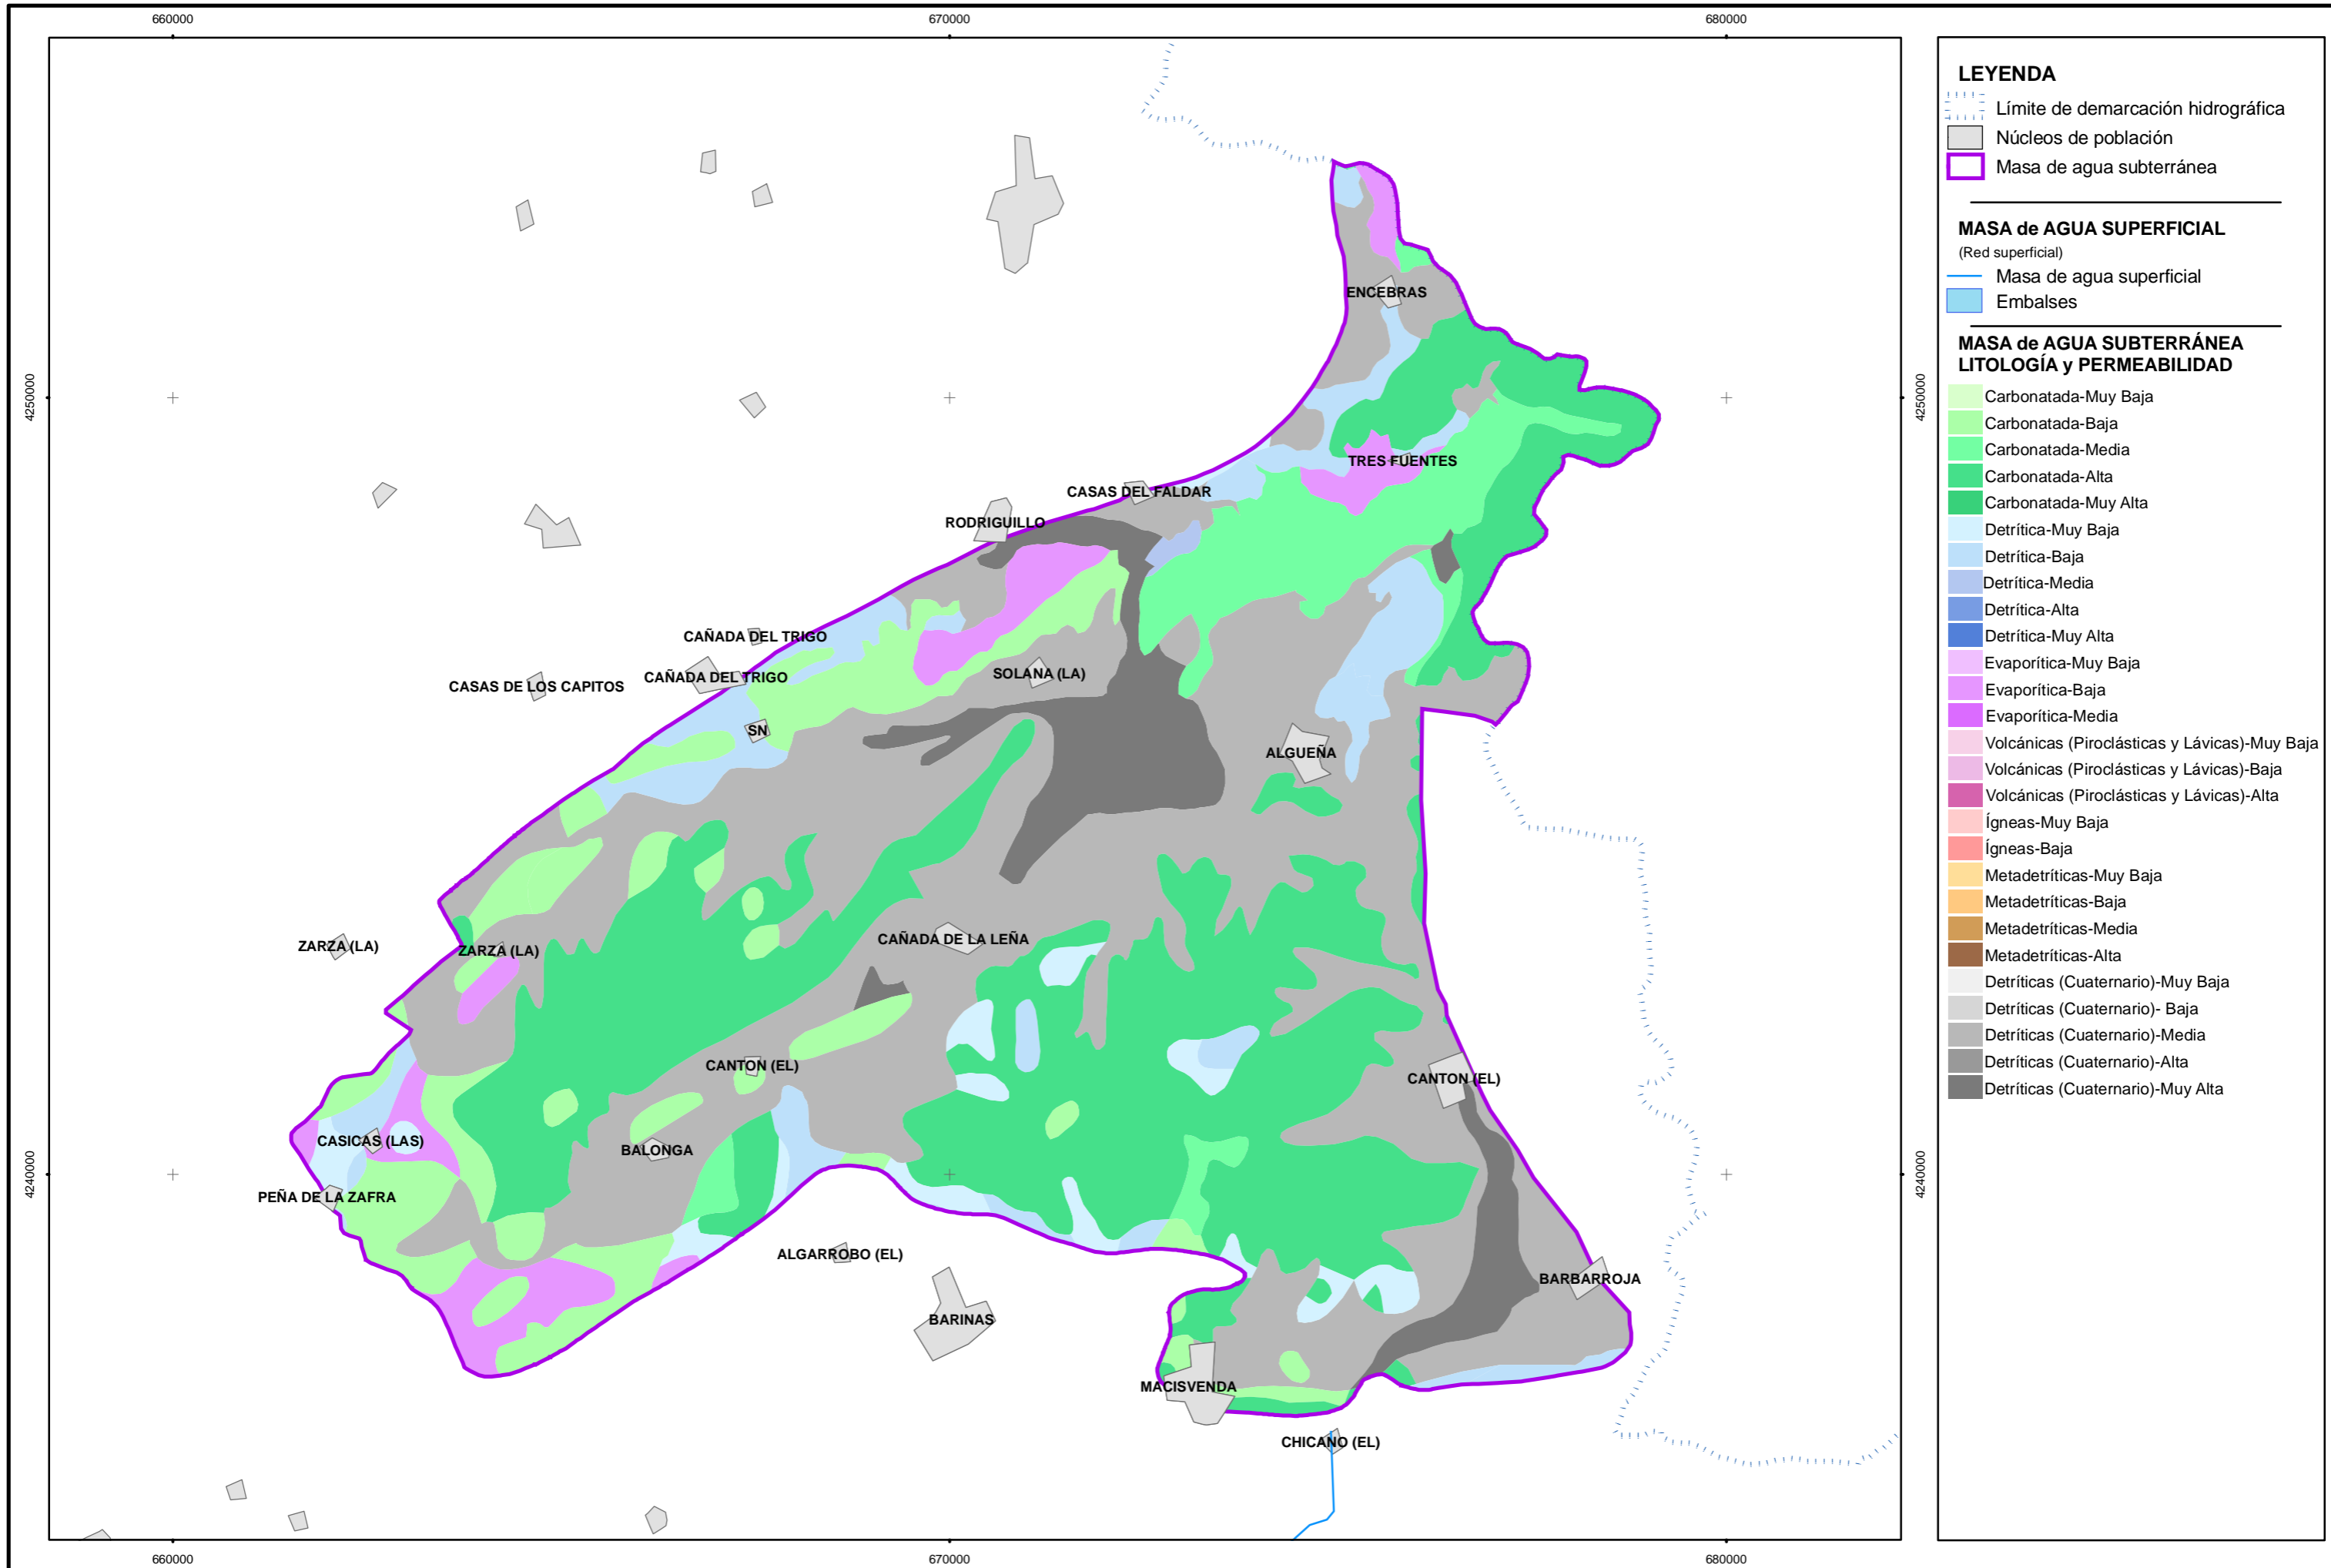 660000
670000
680000
4250000
4250000
4240000
4240000
ENCEBRAS
TRES FUENTES
CASAS DEL FALDAR
RODRIGUILLO
CAÑADA DEL TRIGO
CASAS DE LOS CAPITOS
CAÑADA DEL TRIGO
SOLANA (LA)
SN
ALGUEÑA
ZARZA (LA)
ZARZA (LA)
CAÑADA DE LA LEÑA
CANTON (EL)
CANTON (EL)
CASICAS (LAS)
BALONGA
PEÑA DE LA ZAFRA
ALGARROBO (EL)
BARBARROJA
BARINAS
MACISVENDA
CHICANO (EL)
660000
670000
680000
LEYENDA
Límite de demarcación hidrográfica
Núcleos de población
Masa de agua subterránea
MASA de AGUA SUPERFICIAL
(Red superficial)
Masa de agua superficial
Embalses
MASA de AGUA SUBTERRÁNEA
LITOLOGÍA y PERMEABILIDAD
Carbonatada-Muy Baja
Carbonatada-Baja
Carbonatada-Media
Carbonatada-Alta
Carbonatada-Muy Alta
Detrítica-Muy Baja
Detrítica-Baja
Detrítica-Media
Detrítica-Alta
Detrítica-Muy Alta
Evaporítica-Muy Baja
Evaporítica-Baja
Evaporítica-Media
Volcánicas (Piroclásticas y Lávicas)-Muy Baja
Volcánicas (Piroclásticas y Lávicas)-Baja
Volcánicas (Piroclásticas y Lávicas)-Alta
Ígneas-Muy Baja
Ígneas-Baja
Metadetríticas-Muy Baja
Metadetríticas-Baja
Metadetríticas-Media
Metadetríticas-Alta
Detríticas (Cuaternario)-Muy Baja
Detríticas (Cuaternario)- Baja
Detríticas (Cuaternario)-Media
Detríticas (Cuaternario)-Alta
Detríticas (Cuaternario)-Muy Alta